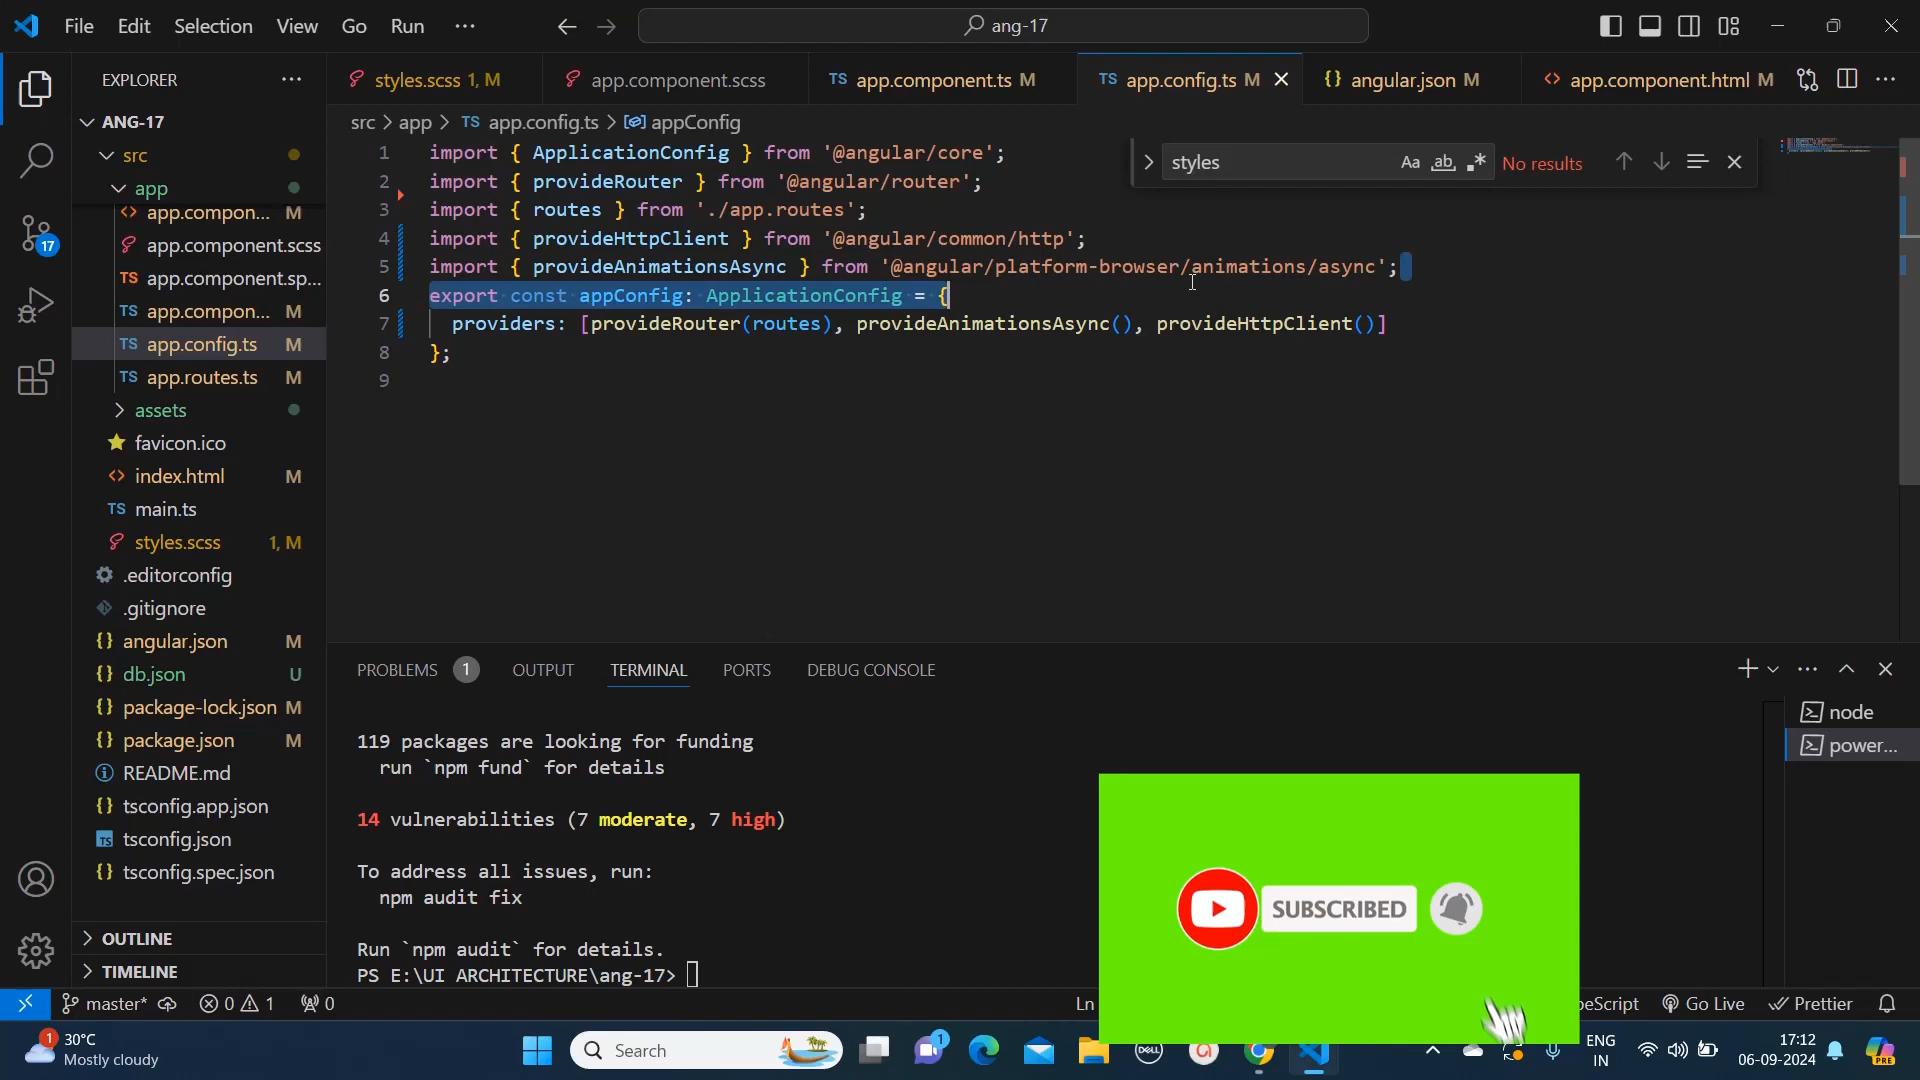 File Edit Selection View Go Run ··· ang-17
EXPLORER ···
ANG-17
src
app
app.compon... M
app.component.scss
app.component.sp...
app.compon... M
app.config.ts M
app.routes.ts M
assets
favicon.ico
index.html M
main.ts
styles.scss 1, M
.editorconfig
.gitignore
angular.json M
db.json U
package-lock.json M
package.json M
README.md
tsconfig.app.json
tsconfig.json
tsconfig.spec.json
OUTLINE
TIMELINE
styles.scss 1, M app.component.scss TS app.component.ts M TS app.config.ts M {} angular.json M <> app.component.html M ···
src > app > TS app.config.ts > appConfig
styles Aa ab .* No results
1 import { ApplicationConfig } from '@angular/core';
2 import { provideRouter } from '@angular/router';
3 import { routes } from './app.routes';
4 import { provideHttpClient } from '@angular/common/http';
5 import { provideAnimationsAsync } from '@angular/platform-browser/animations/async';
6 export const appConfig: ApplicationConfig = {
7 providers: [provideRouter(routes), provideAnimationsAsync(), provideHttpClient()]
8 };
9
PROBLEMS 1 OUTPUT TERMINAL PORTS DEBUG CONSOLE
119 packages are looking for funding
run `npm fund` for details
14 vulnerabilities (7 moderate, 7 high)
To address all issues, run:
npm audit fix
Run `npm audit` for details.
PS E:\UI ARCHITECTURE\ang-17>
node
power...
SUBSCRIBED
17
master* 0 1 0 Ln peScript Go Live Prettier
1 30°C
Mostly cloudy
Search
1
DELL
ENG
IN
17:12
06-09-2024
PRE